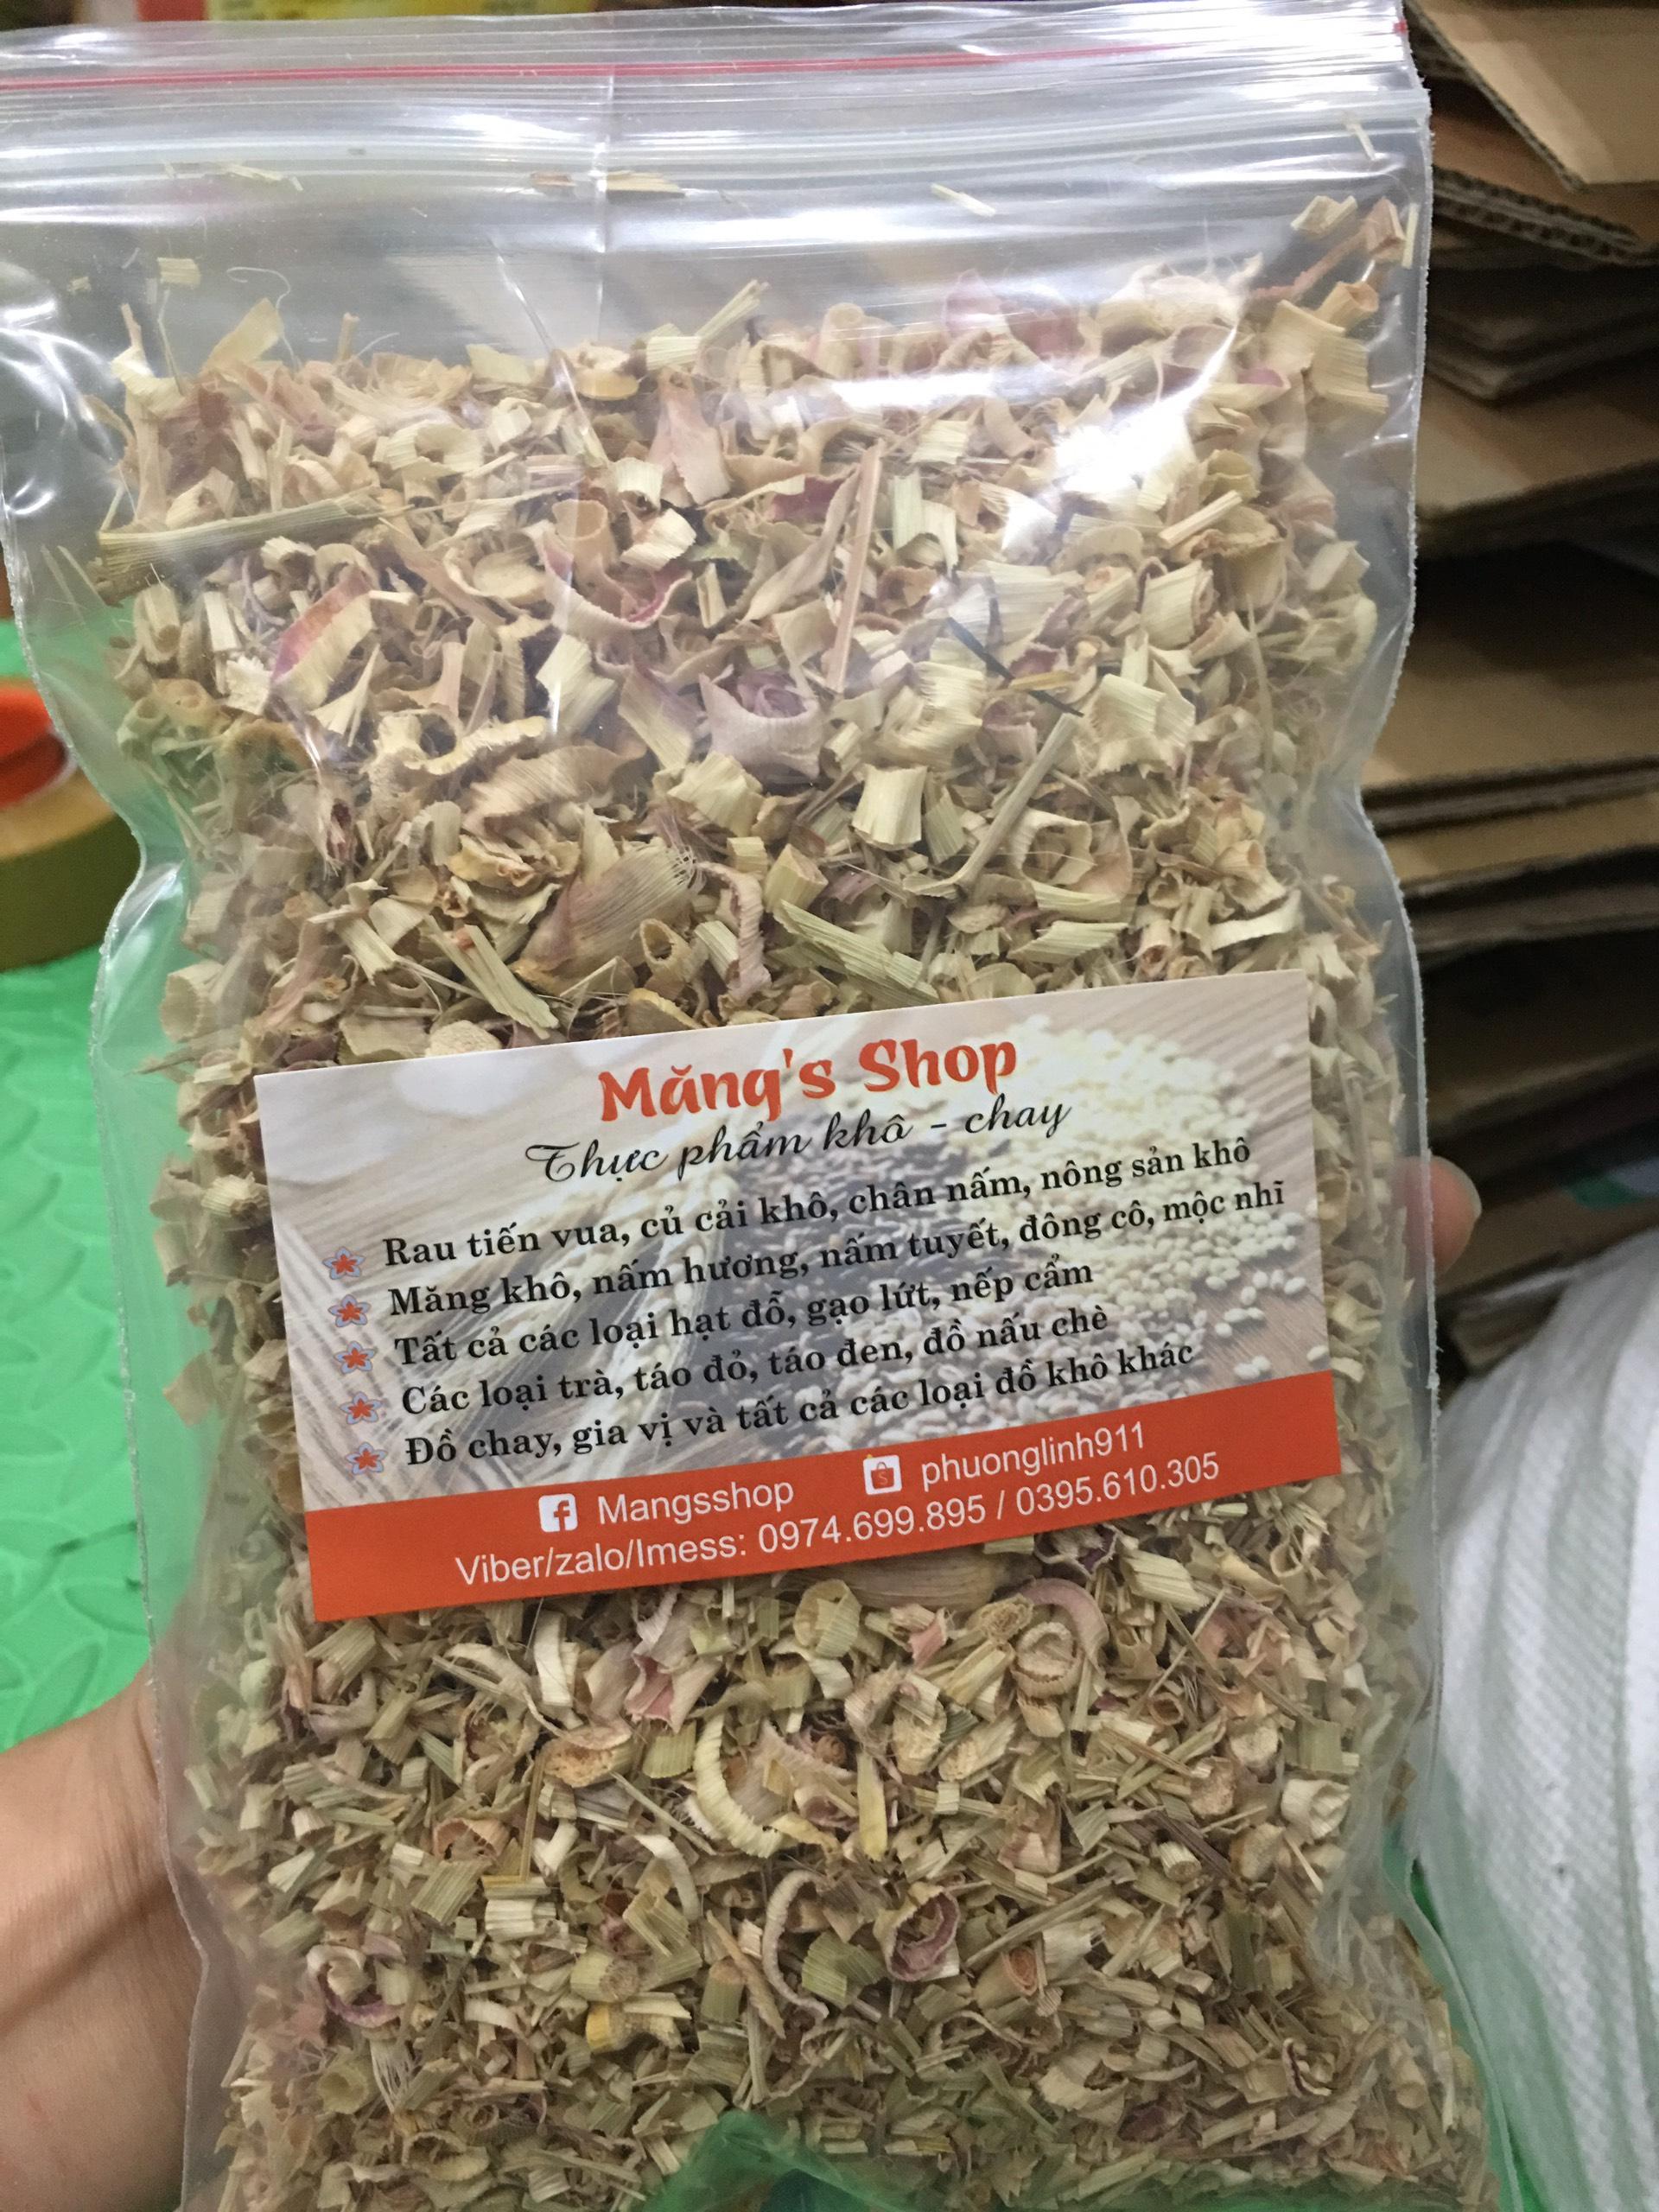 Măng's Shop
Thực phẩm khô - chay
Rau tiến vua, củ cải khô, chân nấm, nông sản khô
Măng khô, nấm hương, nấm tuyết, đông cô, mộc nhĩ
Tất cả các loại hạt đỗ, gạo lứt, nếp cẩm
Các loại trà, táo đỏ, táo đen, đồ nấu chè
Đồ chay, gia vị và tất cả các loại đồ khô khác
Mangsshop phuonglinh911
Viber/zalo/Imess: 0974.699.895 / 0395.610.305